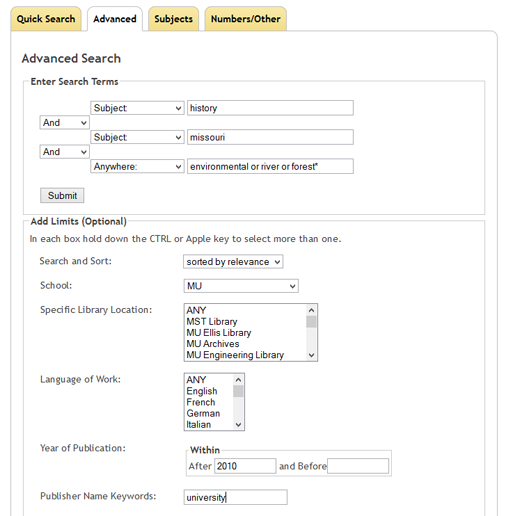 Quick Search Advanced Subjects Numbers/Other
Advanced Search
Enter Search Terms
Subject: history
And
Subject: missouri
And
Anywhere: environmental or river or forest*
Submit
Add Limits (Optional)
In each box hold down the CTRL or Apple key to select more than one.
Search and Sort: sorted by relevance
School: MU
Specific Library Location: ANY
MST Library
MU Ellis Library
MU Archives
MU Engineering Library
Language of Work: ANY
English
French
German
Italian
Year of Publication: Within
After 2010 and Before
Publisher Name Keywords: university